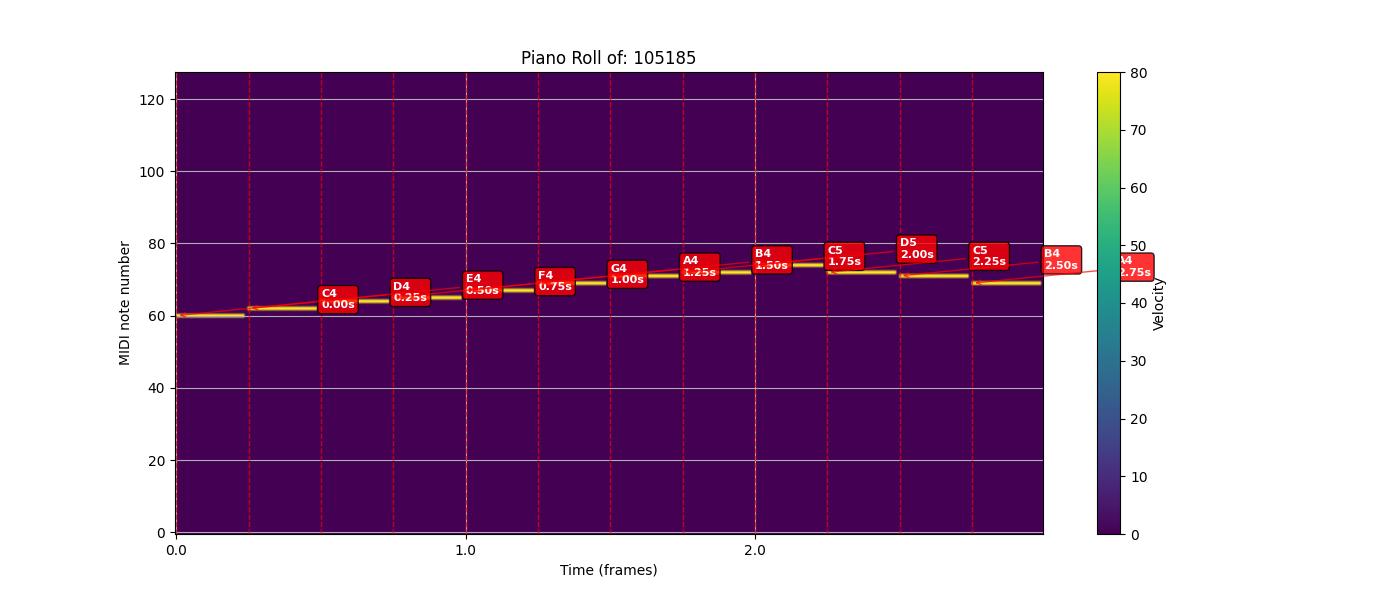 Piano Roll of: 105185
MIDI note number
120
100
80
60
40
20
0
C4
0.00s
D4
0.25s
E4
0.50s
F4
0.75s
G4
1.00s
A4
1.25s
B4
1.50s
C5
1.75s
D5
2.00s
C5
2.25s
B4
2.50s
A4
2.75s
0.0
1.0
2.0
Time (frames)
80
70
60
50
40
30
20
10
0
Velocity